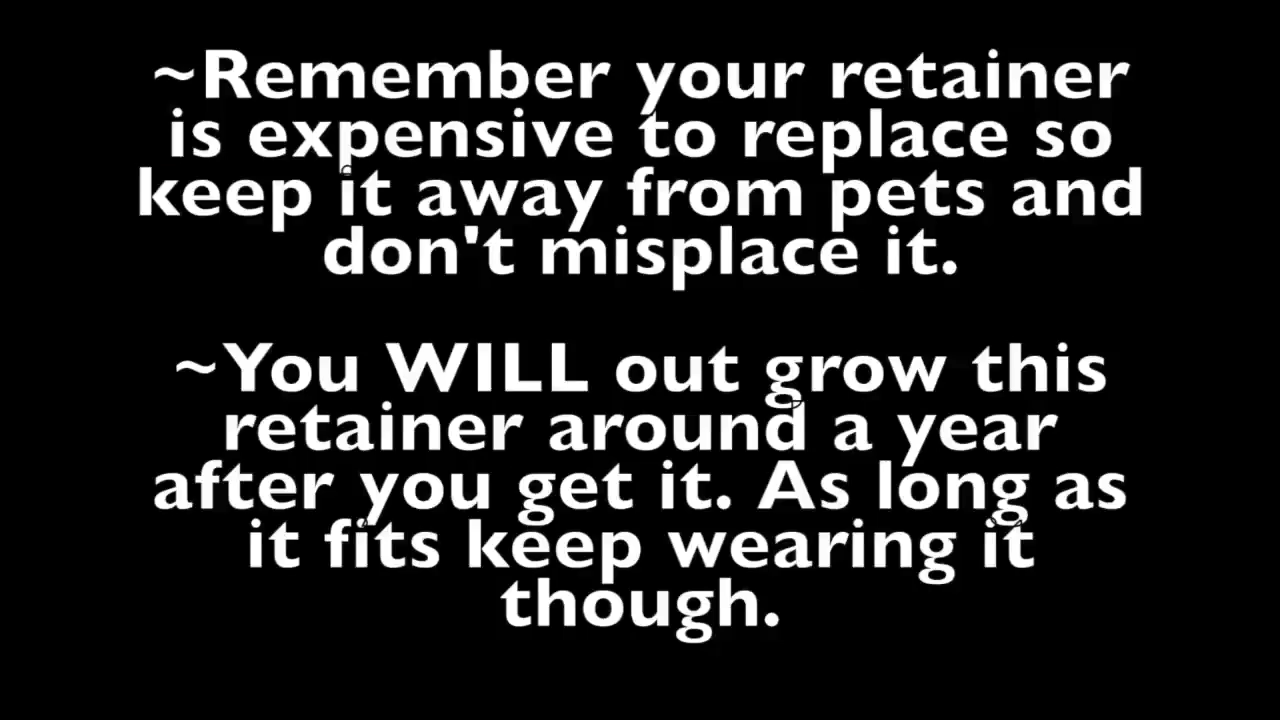 ~Remember your retainer
is expensive to replace so
keep it away from pets and
don't misplace it.
~You WILL out grow this
retainer around a year
after you get it. As long as
it fits keep wearing it
though.